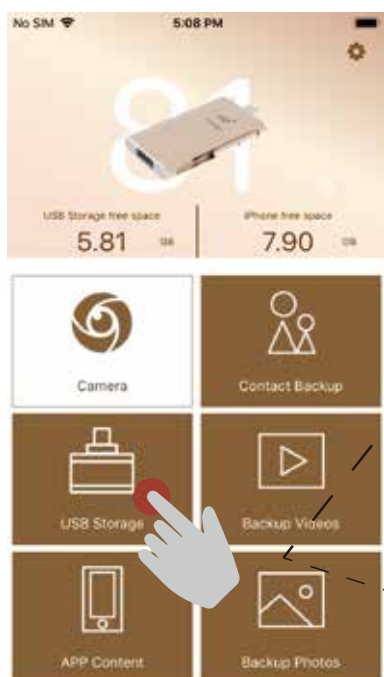 No SIM 5:08 PM
81
USB Storage free space iPhone free space
5.81 GB 7.90 GB
Camera Contact Backup
USB Storage Backup Videos
APP Content Backup Photos